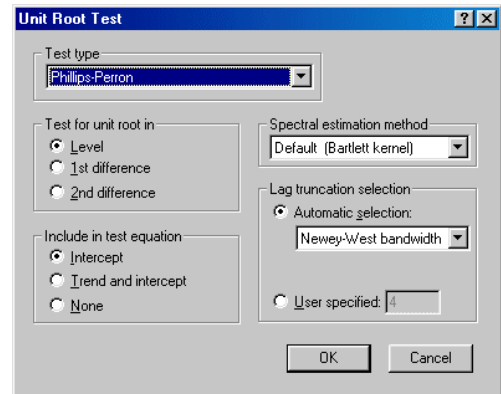 Unit Root Test
Test type
Phillips-Perron
Test for unit root in
Level
1st difference
2nd difference
Include in test equation
Intercept
Trend and intercept
None
Spectral estimation method
Default (Bartlett kernel)
Lag truncation selection
Automatic selection:
Newey-West bandwidth
User specified: 4
OK
Cancel